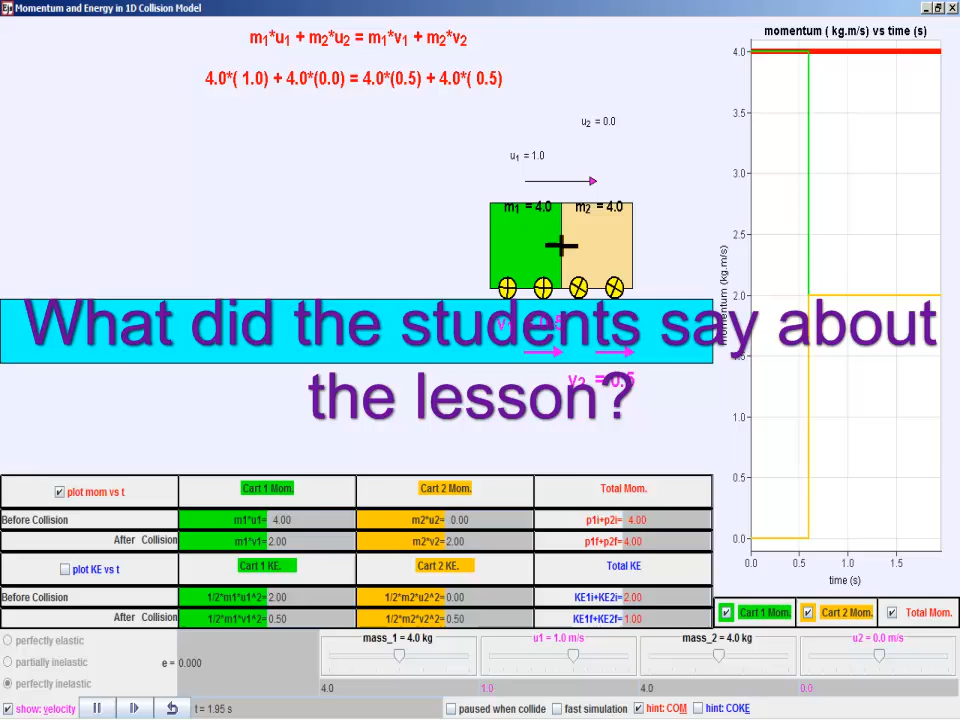 Momentum and Energy in 1D Collision Model
m₁*u₁ + m₂*u₂ = m₁*v₁ + m₂*v₂
4.0*( 1.0) + 4.0*(0.0) = 4.0*(0.5) + 4.0*( 0.5)
u₂ = 0.0
u₁ = 1.0
m₁ = 4.0 m₂ = 4.0
What did the students say about
the lesson?
v₂ = 0.5
momentum ( kg.m/s) vs time (s)
4.0
3.5
3.0
2.5
2.0
1.0
0.5
0.0
momentum (kg.m/s)
0.0 0.5 1.0 1.5
time (s)
plot mom vs t Cart 1 Mom. Cart 2 Mom. Total Mom.
Before Collision m1*u1= 4.00 m2*u2= 0.00 p1i+p2i= 4.00
After Collision m1*v1= 2.00 m2*v2= 2.00 p1f+p2f= 4.00
plot KE vs t Cart 1 KE. Cart 2 KE. Total KE
Before Collision 1/2*m1*u1^2= 2.00 1/2*m2*u2^2= 0.00 KE1i+KE2i= 2.00
After Collision 1/2*m1*v1^2= 0.50 1/2*m2*v2^2= 0.50 KE1f+KE2f= 1.00
Cart 1 Mom. Cart 2 Mom. Total Mom.
perfectly elastic
partially inelastic
perfectly inelastic
e = 0.000
mass_1 = 4.0 kg u1 = 1.0 m/s mass_2 = 4.0 kg u2 = 0.0 m/s
4.0 1.0 4.0 0.0
show: velocity t = 1.95 s paused when collide fast simulation hint: COM hint: COKE